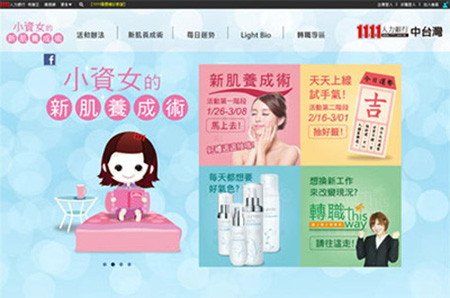 小資女的
新肌養成術
活動辦法
新肌養成術
每日運勢
Light Bio
轉職專區
1111 人力銀行
中台灣
f
小資女的
新肌養成術
新肌養成術
活動第一階段
1/26-3/08
馬上去!
天天上線
試手氣!
活動第二階段
2/16-3/01
抽好籤!
今日運勢
吉
每天都想要
好氣色?
想換新工作
來改變現況?
轉職This way
請往這走!